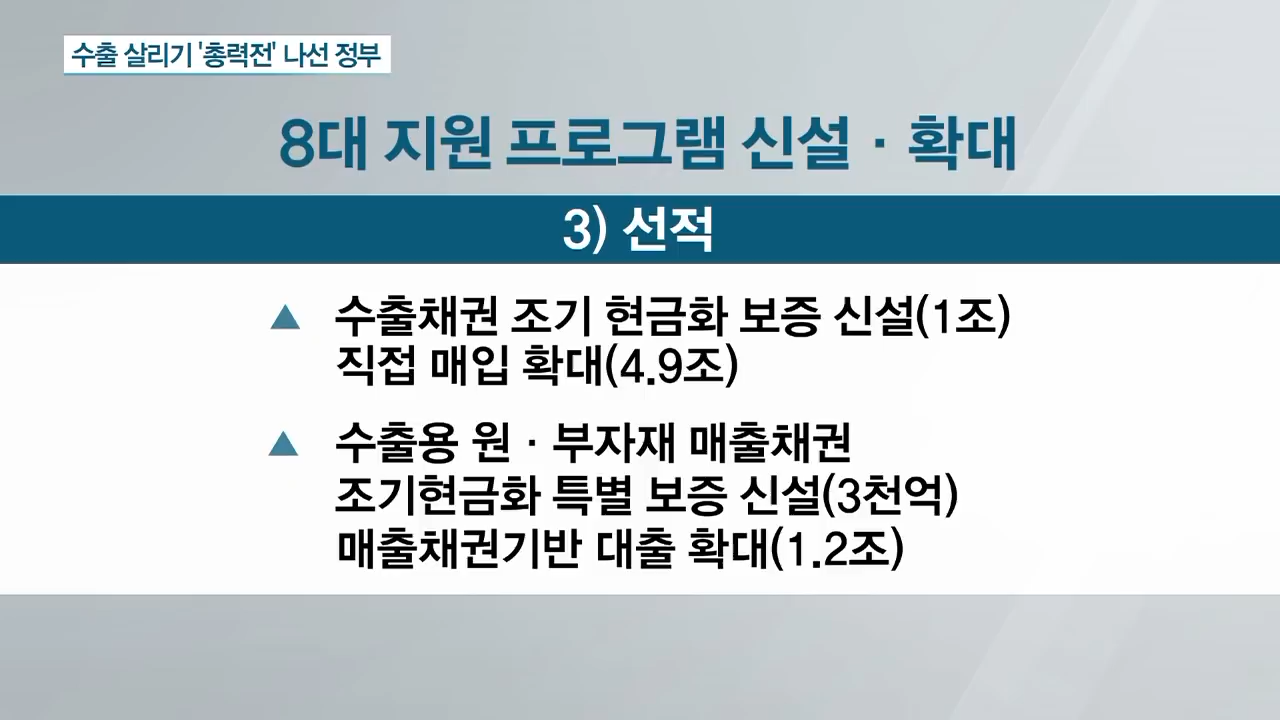 수출 살리기 '총력전' 나선 정부
8대 지원 프로그램 신설 · 확대
3) 선적
▲ 수출채권 조기 현금화 보증 신설(1조)
직접 매입 확대(4.9조)
▲ 수출용 원 · 부자재 매출채권
조기현금화 특별 보증 신설(3천억)
매출채권기반 대출 확대(1.2조)